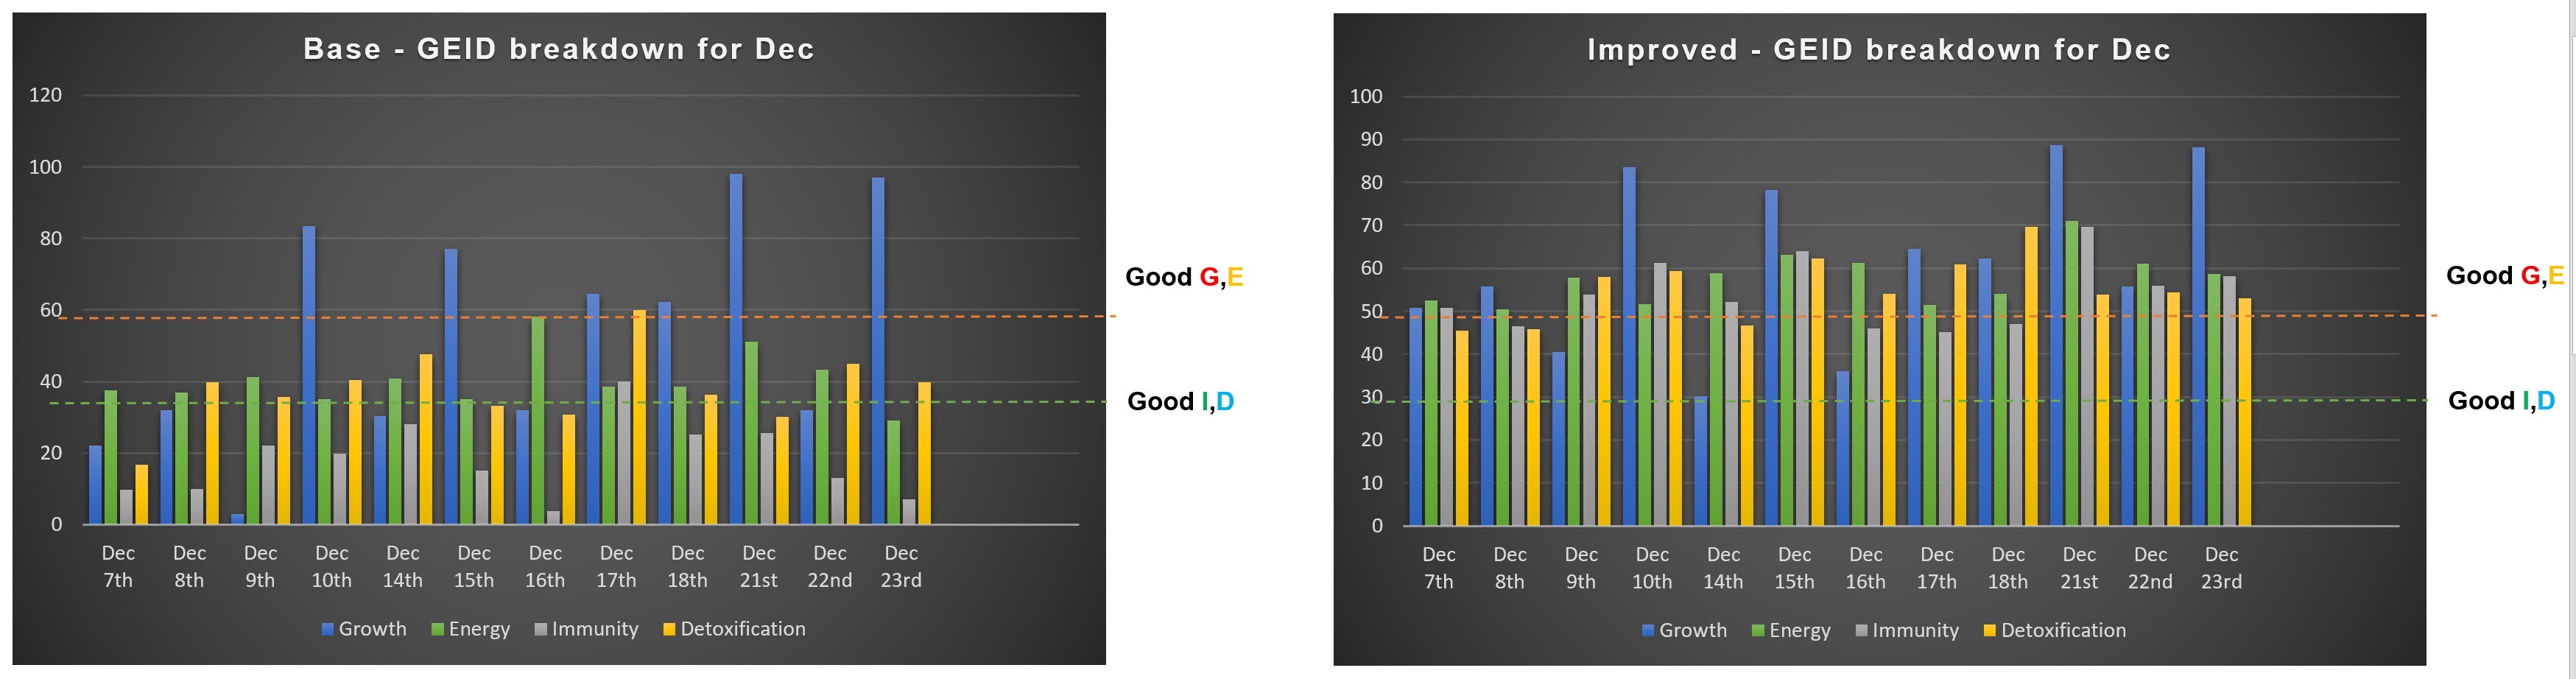 Base - GEID breakdown for Dec
120
100
80
60
40
20
0
Dec 7th
Dec 8th
Dec 9th
Dec 10th
Dec 14th
Dec 15th
Dec 16th
Dec 17th
Dec 18th
Dec 21st
Dec 22nd
Dec 23rd
Growth Energy Immunity Detoxification
Good G,E
Good I,D
Improved - GEID breakdown for Dec
100
90
80
70
60
50
40
30
20
10
0
Dec 7th
Dec 8th
Dec 9th
Dec 10th
Dec 14th
Dec 15th
Dec 16th
Dec 17th
Dec 18th
Dec 21st
Dec 22nd
Dec 23rd
Growth Energy Immunity Detoxification
Good G,E
Good I,D